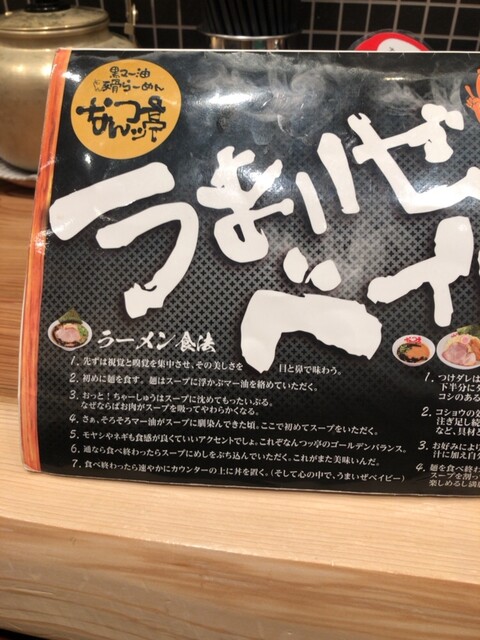 黒マー油
豚骨らーめん
なんつッ亭
うまいぜ
ベイ
ラーメン食法
1. 先ずは視覚と嗅覚を集中させ、その美しさを 目と鼻で味わう。
2. 初めに麺を食す。麺はスープに浮かぶマー油を絡めていただく。
3. おっと!ちゃーしゅうはスープに沈めてもったいぶる。
なぜならばお肉がスープを吸ってやわらかくなる。
4. さぁ、そろそろマー油がスープに馴染んできた頃。ここで初めてスープをいただく。
5. モヤシやネギも食感が良くていいアクセントでしょ。これぞなんつッ亭のゴールデンバランス。
6. 通なら食べ終わったらスープにめしをぶち込んでいただく。これがまた美味いんだ。
7. 食べ終わったら速やかにカウンターの上に丼を置く。(そして心の中で、うまいぜベイビー)
1. つけダレは
下半分にタ
コシのある
2. コショウの効
注ぎ足し続
など、具材と
3. お好みによ
汁に加え自分
4. 麺を食べ終わ
スープを割っ
楽しめるし満